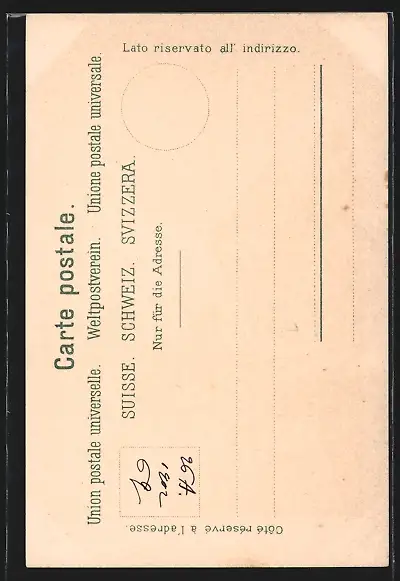 Carte postale.
Union postale universelle. Weltpostverein. Unione postale universale.
SUISSE. SCHWEIZ. SVIZZERA.
Nur für die Adresse.
Côté réservé à l'adresse.
Lato riservato all' indirizzo.
1902